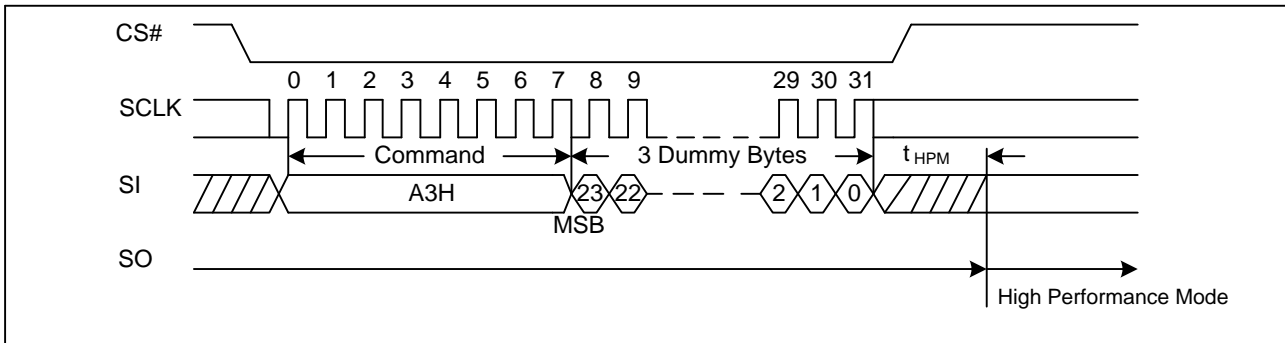 CS#
0 1 2 3 4 5 6 7 8 9 29 30 31
SCLK
Command 3 Dummy Bytes t HPM
SI A3H 23 22 2 1 0
MSB
SO
High Performance Mode